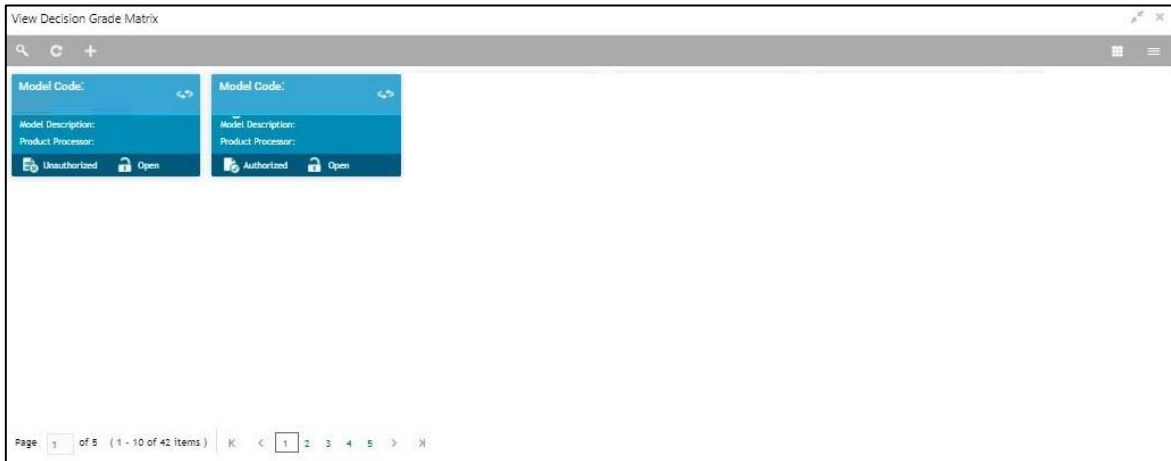 View Decision Grade Matrix
Model Code:
Model Description:
Product Processor:
Unauthorized Open
Model Code:
Model Description:
Product Processor:
Authorized Open
Page 1 of 5 ( 1 - 10 of 42 items ) 1 2 3 4 5